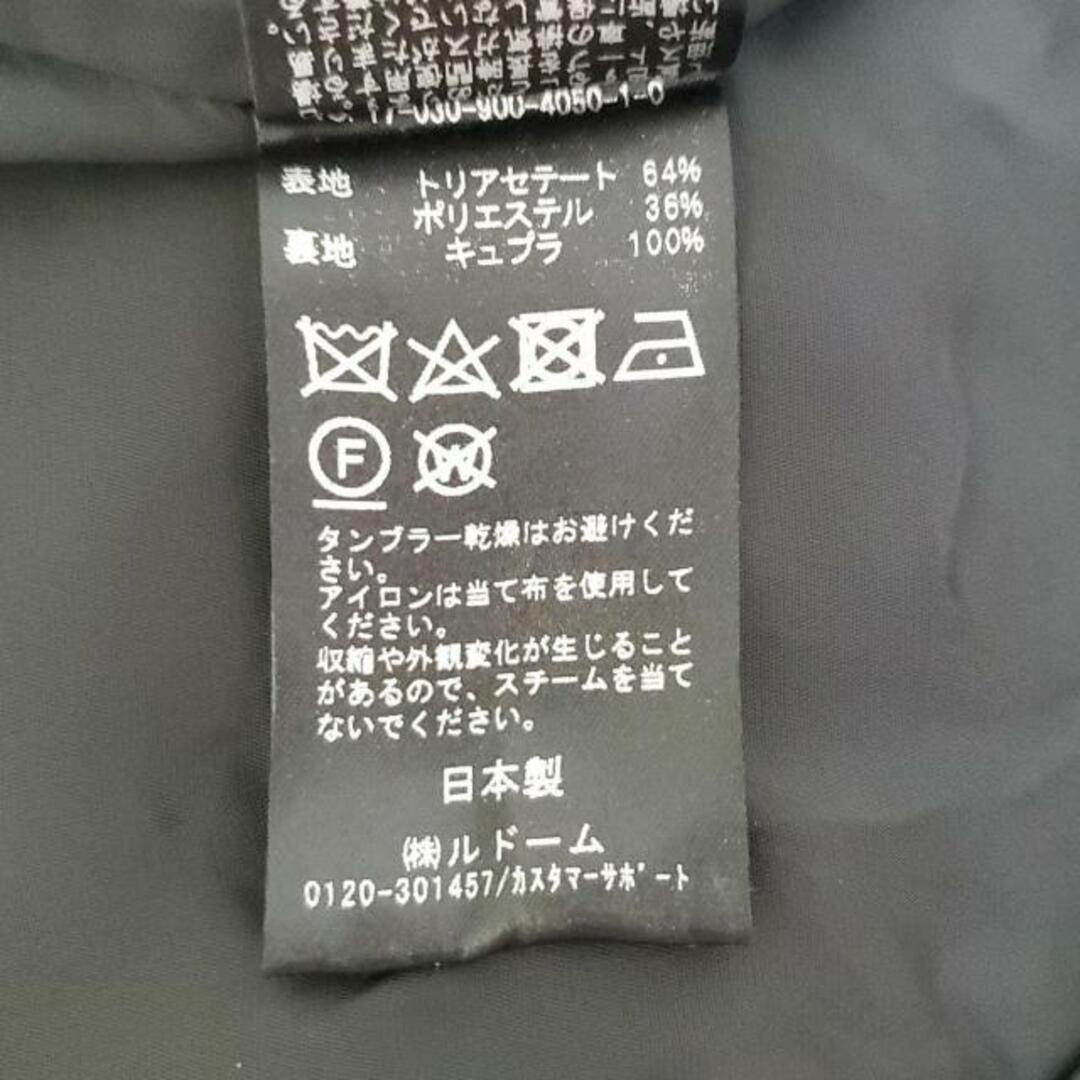 -030-900-4050-1-0
表地 トリアセテート 64%
ポリエステル 36%
裏地 キュプラ 100%
F W
タンブラー乾燥はお避けくだ
さい。
アイロンは当て布を使用して
ください。
収縮や外観変化が生じること
があるので、スチームを当て
ないでください。
日本製
㈱ルドーム
0120-301457/カスタマーサポート